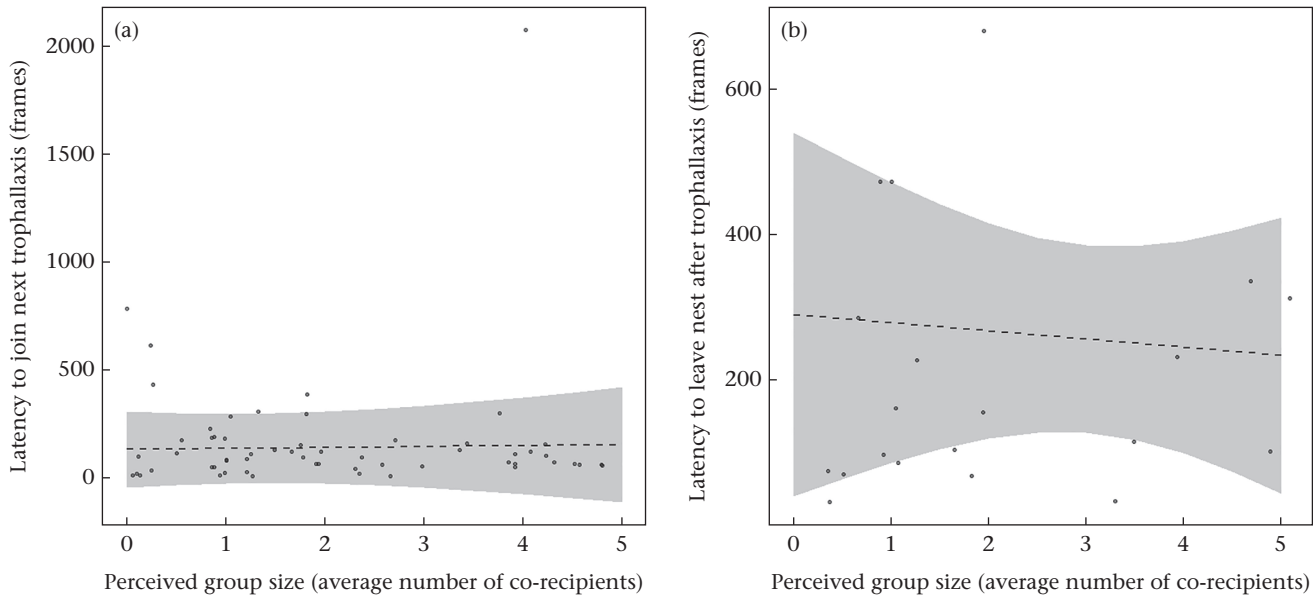 (a)
Latency to join next trophallaxis (frames)
2000
1500
1000
500
0
0 1 2 3 4 5
Perceived group size (average number of co-recipients)
(b)
Latency to leave nest after trophallaxis (frames)
600
400
200
0 1 2 3 4 5
Perceived group size (average number of co-recipients)